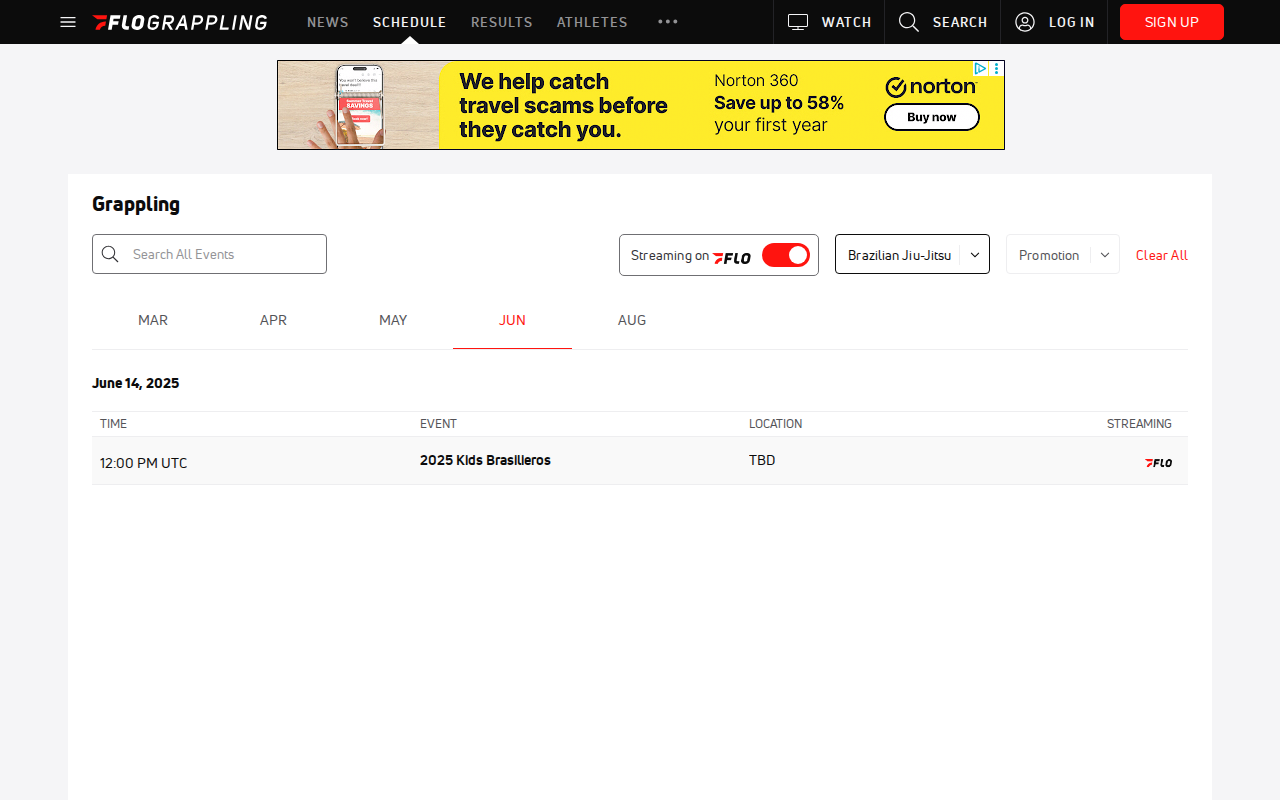 FLOGRAPPLING NEWS SCHEDULE RESULTS ATHLETES ••• WATCH SEARCH LOG IN SIGN UP
We help catch
travel scams before
they catch you.
Norton 360
Save up to 58%
your first year
norton
Buy now
Grappling
Search All Events
Streaming on FLO
Brazilian Jiu-Jitsu
Promotion
Clear All
MAR APR MAY JUN AUG
June 14, 2025
TIME EVENT LOCATION STREAMING
12:00 PM UTC 2025 Kids Brasilieros TBD FLO